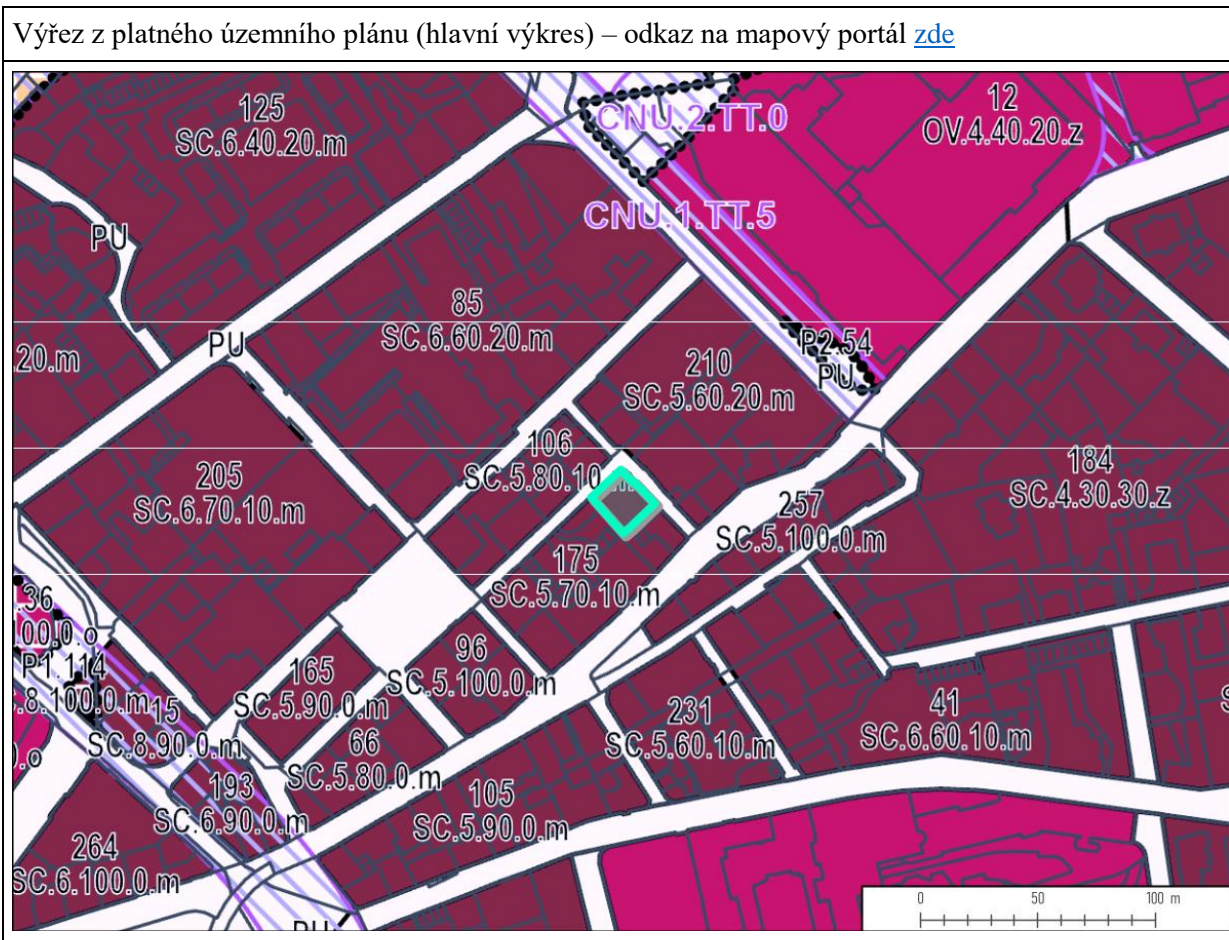 Výřez z platného územního plánu (hlavní výkres) – odkaz na mapový portál zde
125
SC.6.40.20.m
CNU.2.TT.0
12
OV.4.40.20.z
CNU.1.TT.5
PU
85
SC.6.60.20.m
PU
20.m
210
SC.5.60.20.m
P2.54
PU
106
SC.5.80.10
205
SC.6.70.10.m
184
SC.4.30.30.z
257
SC.5.100.0.m
175
SC.5.70.10.m
.36
100.0.o
P1.114
.8.100.0.m
15
SC.8.90.0.m
165
SC.5.90.0.m
96
SC.5.100.0.m
66
SC.5.80.0.m
231
SC.5.60.10.m
41
SC.6.60.10.m
193
SC.6.90.0.m
105
SC.5.90.0.m
264
SC.6.100.0.m
PU
0 50 100 m